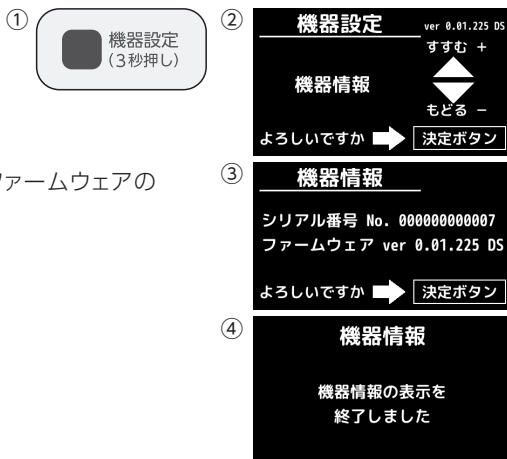 ①
機器設定
(3秒押し)
②
機器設定
ver 0.01.225 DS
すすむ +
機器情報
もどる −
よろしいですか
決定ボタン
ァームウェアの
③
機器情報
シリアル番号 No. 000000000007
ファームウェア ver 0.01.225 DS
よろしいですか
決定ボタン
④
機器情報
機器情報の表示を
終了しました